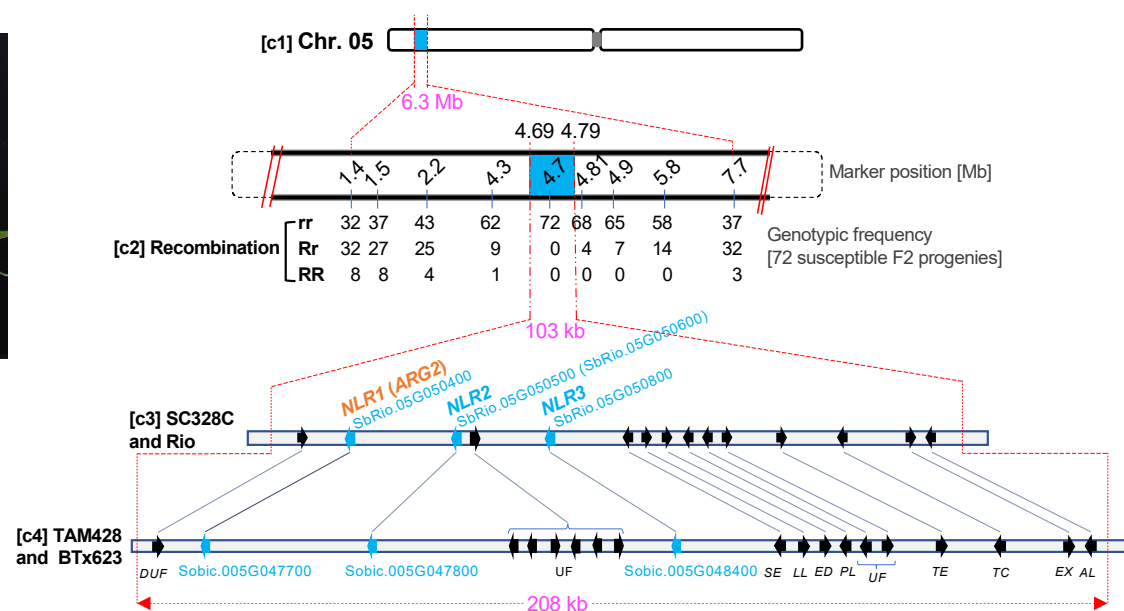 [c1] Chr. 05
6.3 Mb
4.69 4.79
1.4 1.5 2.2 4.3 4.7 4.81 4.9 5.8 7.7
Marker position [Mb]
[c2] Recombination
rr 32 37 43 62 72 68 65 58 37
Rr 32 27 25 9 0 4 7 14 32
RR 8 8 4 1 0 0 0 0 3
Genotypic frequency
[72 susceptible F2 progenies]
103 kb
NLR1 (ARG2)
SbRio.05G050400
NLR2
SbRio.05G050500 (SbRio.05G050600)
NLR3
SbRio.05G050800
[c3] SC328C
and Rio
[c4] TAM428
and BTx623
DUF Sobic.005G047700 Sobic.005G047800 UF Sobic.005G048400 SE LL ED PL UF TE TC EX AL
208 kb